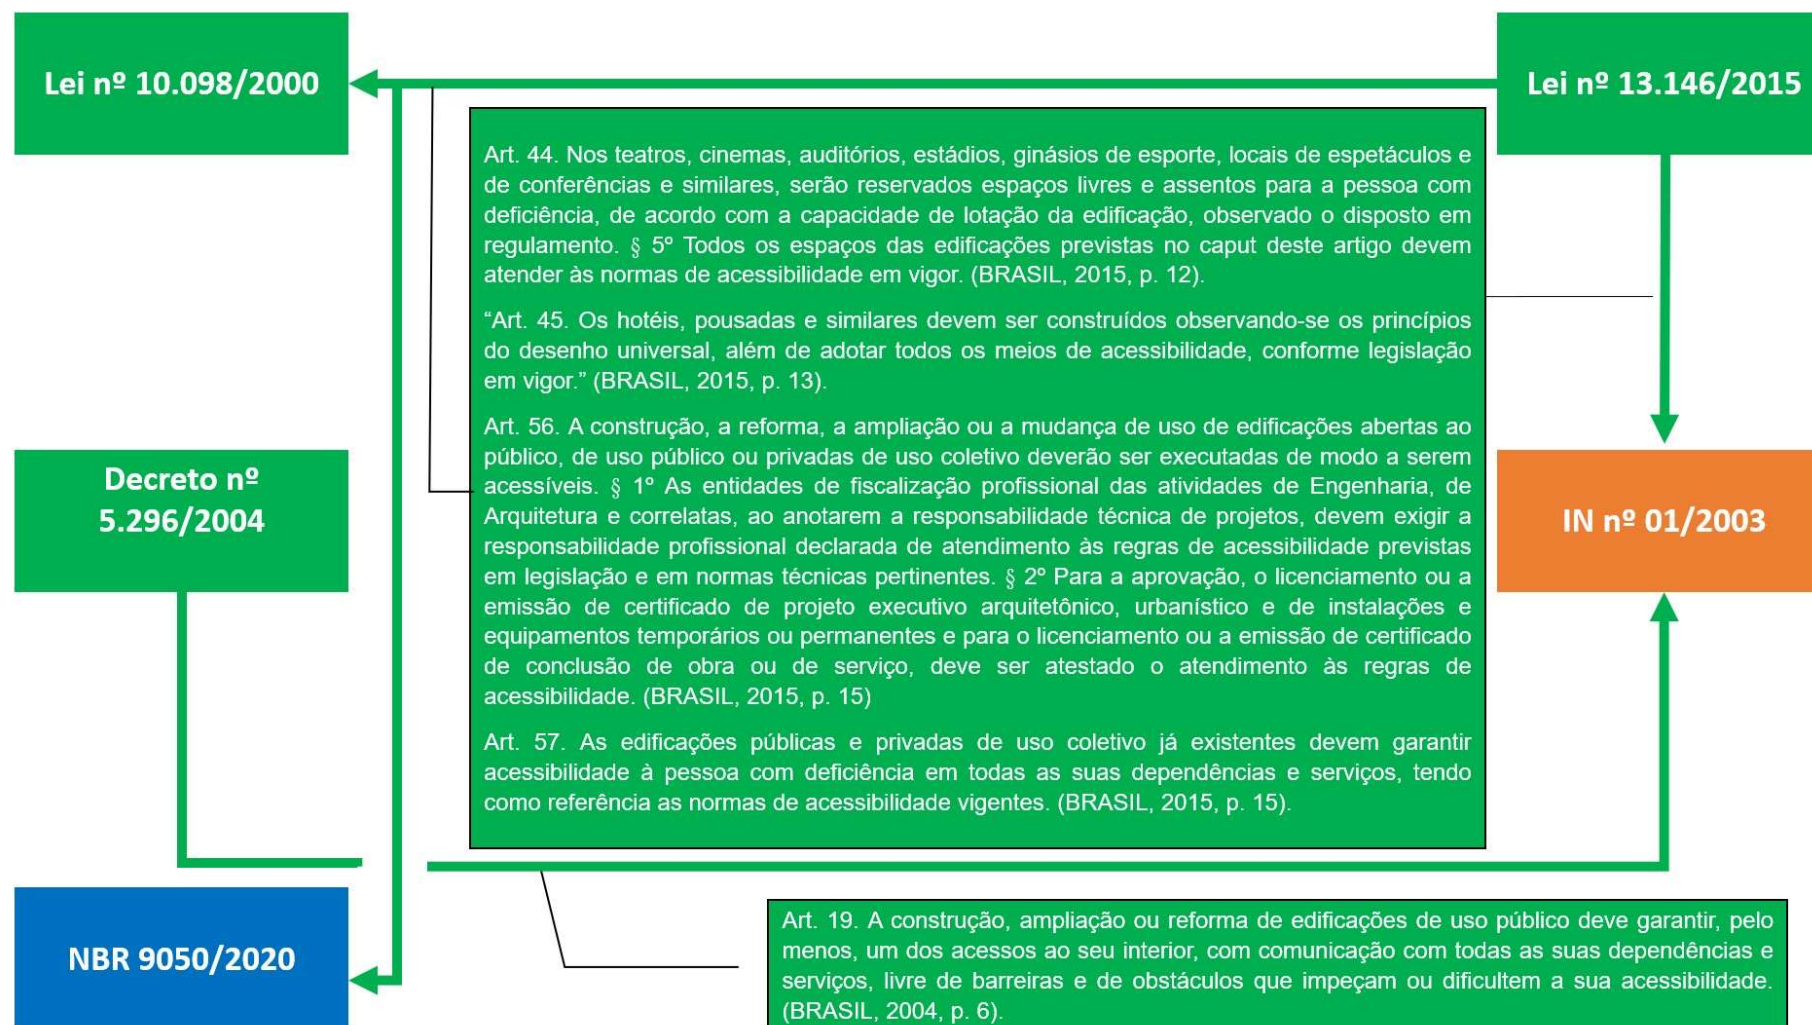 Lei nº 10.098/2000
Lei nº 13.146/2015
Art. 44. Nos teatros, cinemas, auditórios, estádios, ginásios de esporte, locais de espetáculos e
de conferências e similares, serão reservados espaços livres e assentos para a pessoa com
deficiência, de acordo com a capacidade de lotação da edificação, observado o disposto em
regulamento. § 5º Todos os espaços das edificações previstas no caput deste artigo devem
atender às normas de acessibilidade em vigor. (BRASIL, 2015, p. 12).
“Art. 45. Os hotéis, pousadas e similares devem ser construídos observando-se os princípios
do desenho universal, além de adotar todos os meios de acessibilidade, conforme legislação
em vigor.” (BRASIL, 2015, p. 13).
Art. 56. A construção, a reforma, a ampliação ou a mudança de uso de edificações abertas ao
público, de uso público ou privadas de uso coletivo deverão ser executadas de modo a serem
acessíveis. § 1º As entidades de fiscalização profissional das atividades de Engenharia, de
Arquitetura e correlatas, ao anotarem a responsabilidade técnica de projetos, devem exigir a
responsabilidade profissional declarada de atendimento às regras de acessibilidade previstas
em legislação e em normas técnicas pertinentes. § 2º Para a aprovação, o licenciamento ou a
emissão de certificado de projeto executivo arquitetônico, urbanístico e de instalações e
equipamentos temporários ou permanentes e para o licenciamento ou a emissão de certificado
de conclusão de obra ou de serviço, deve ser atestado o atendimento às regras de
acessibilidade. (BRASIL, 2015, p. 15)
Art. 57. As edificações públicas e privadas de uso coletivo já existentes devem garantir
acessibilidade à pessoa com deficiência em todas as suas dependências e serviços, tendo
como referência as normas de acessibilidade vigentes. (BRASIL, 2015, p. 15).
Decreto nº
5.296/2004
IN nº 01/2003
NBR 9050/2020
Art. 19. A construção, ampliação ou reforma de edificações de uso público deve garantir, pelo
menos, um dos acessos ao seu interior, com comunicação com todas as suas dependências e
serviços, livre de barreiras e de obstáculos que impeçam ou dificultem a sua acessibilidade.
(BRASIL, 2004, p. 6).